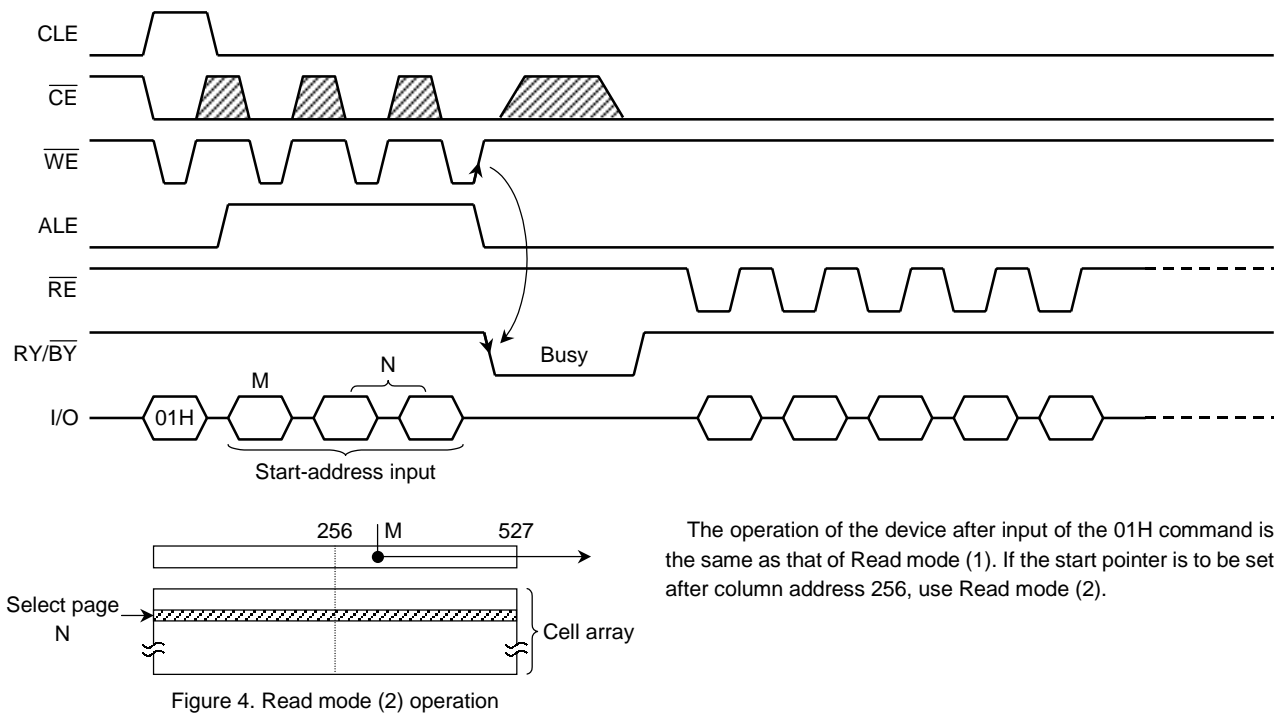 CLE
CE
WE
ALE
RE
RY/BY
Busy
M
N
I/O
01H
Start-address input
256
M
527
Select page
N
Cell array
Figure 4. Read mode (2) operation
The operation of the device after input of the 01H command is
the same as that of Read mode (1). If the start pointer is to be set
after column address 256, use Read mode (2).